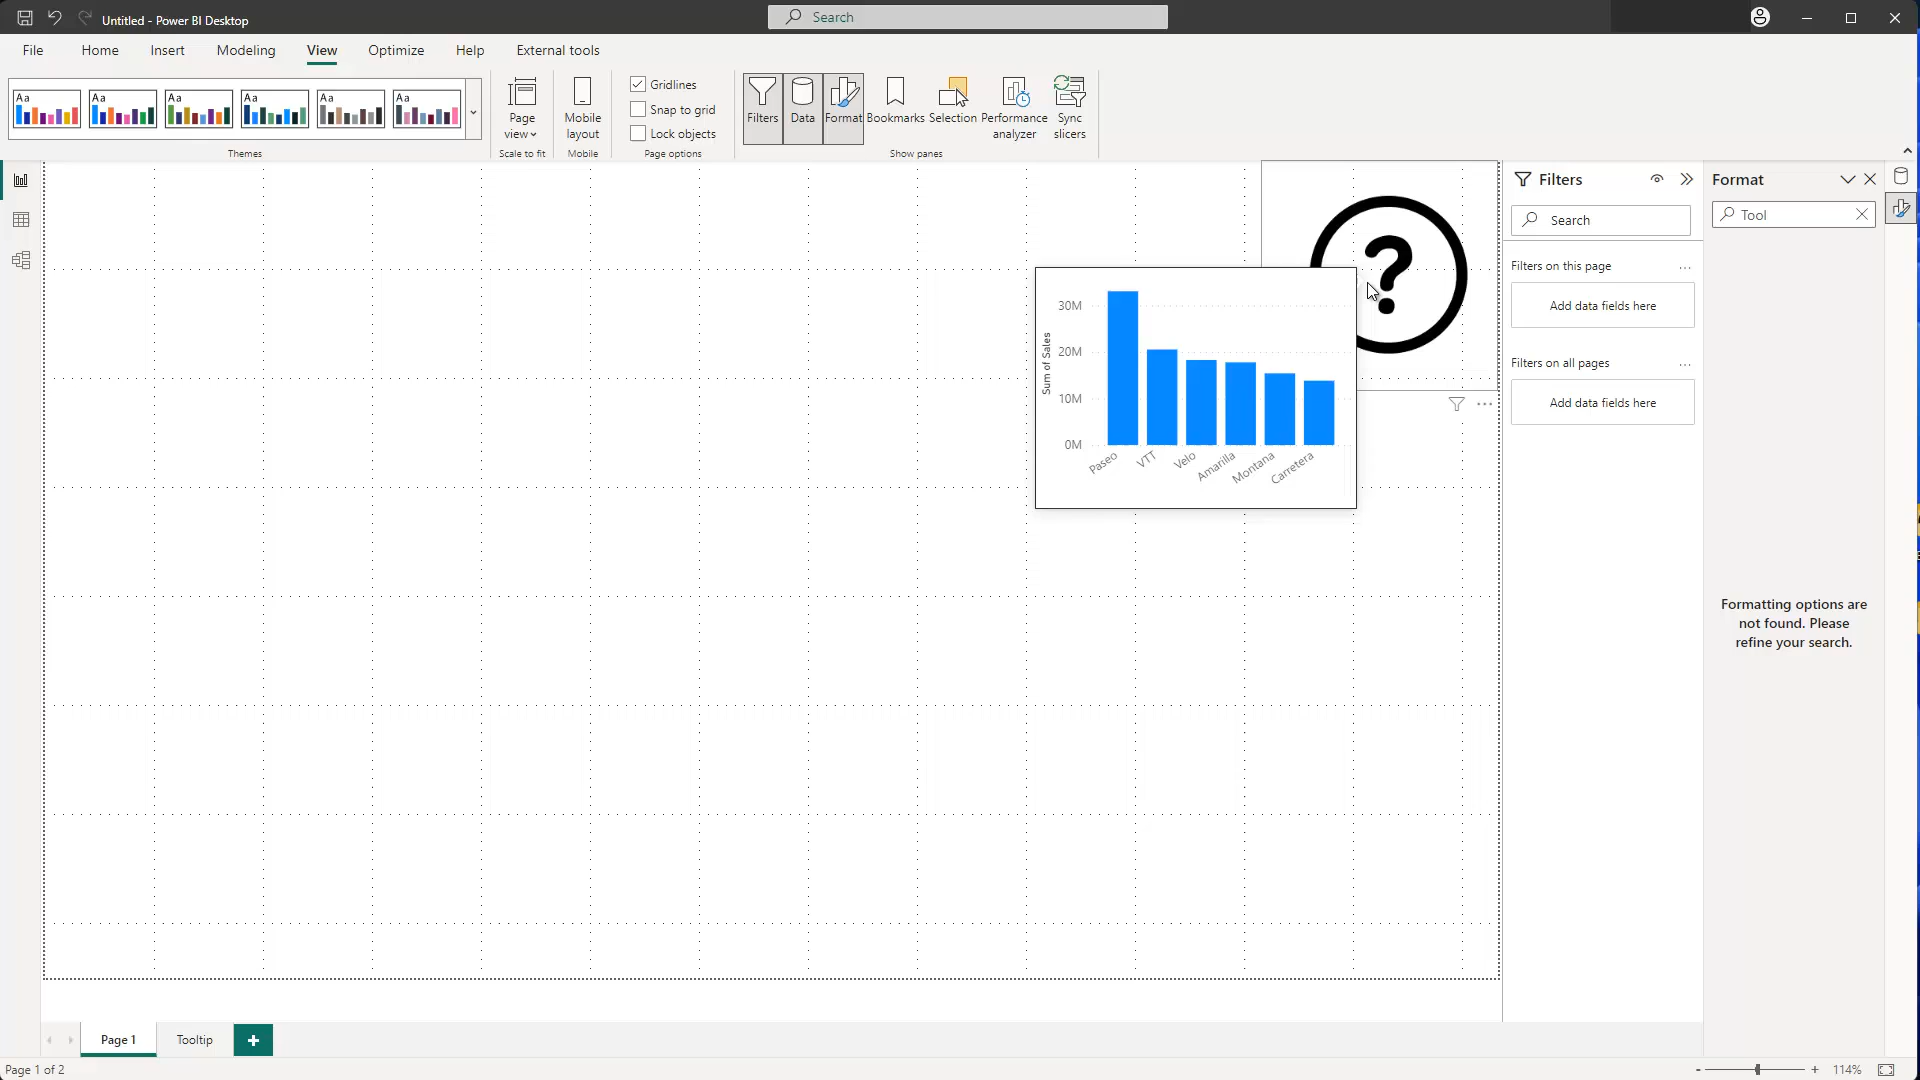 Untitled - Power BI Desktop
Search
File
Home
Insert
Modeling
View
Optimize
Help
External tools
Aa
Aa
Aa
Aa
Aa
Aa
Themes
Page
view
Scale to fit
Mobile
layout
Mobile
Gridlines
Snap to grid
Lock objects
Page options
Filters
Data
Format
Bookmarks
Selection
Performance
analyzer
Sync
slicers
Show panes
?
30M
20M
10M
0M
Sum of Sales
Paseo
VTT
Velo
Amarilla
Montana
Carretera
Filters
Search
Filters on this page
Add data fields here
Filters on all pages
Add data fields here
Format
Tool
Formatting options are
not found. Please
refine your search.
Page 1
Tooltip
+
Page 1 of 2
- + 114%